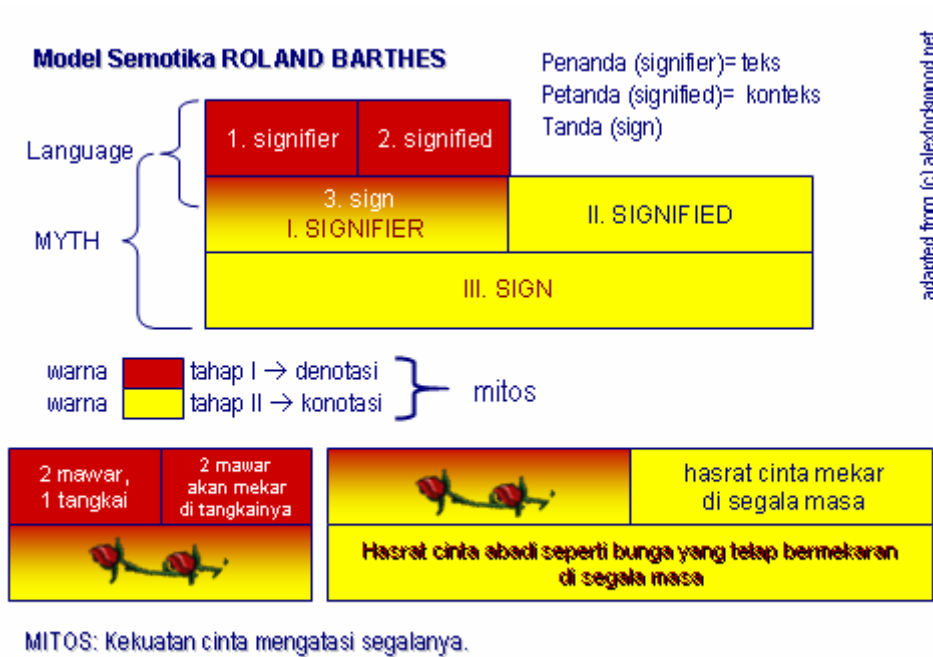 Model Semotika ROLAND BARTHES
Penanda (signifier)= teks
Petanda (signified)= konteks
Tanda (sign)
adapted from (c) alexlockwood.net
Language
1. signifier
2. signified
3. sign
I. SIGNIFIER
II. SIGNIFIED
MYTH
III. SIGN
warna
tahap I → denotasi
warna
tahap II → konotasi
mitos
2 mawar,
1 tangkai
2 mawar
akan mekar
di tangkainya
hasrat cinta mekar
di segala masa
Hasrat cinta abadi seperti bunga yang tetap bermekaran
di segala masa
MITOS: Kekuatan cinta mengatasi segalanya.